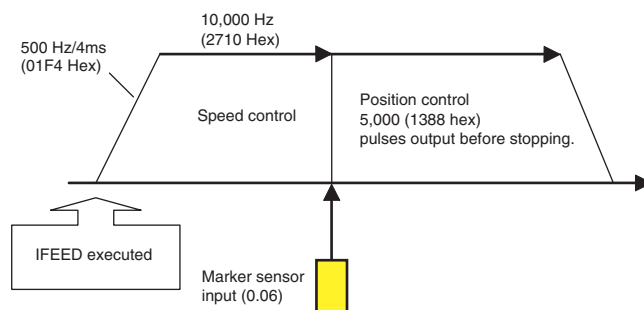 10,000 Hz
(2710 Hex)
500 Hz/4ms
(01F4 Hex)
Speed control
Position control
5,000 (1388 hex)
pulses output before stopping.
IFEED executed
Marker sensor
input (0.06)